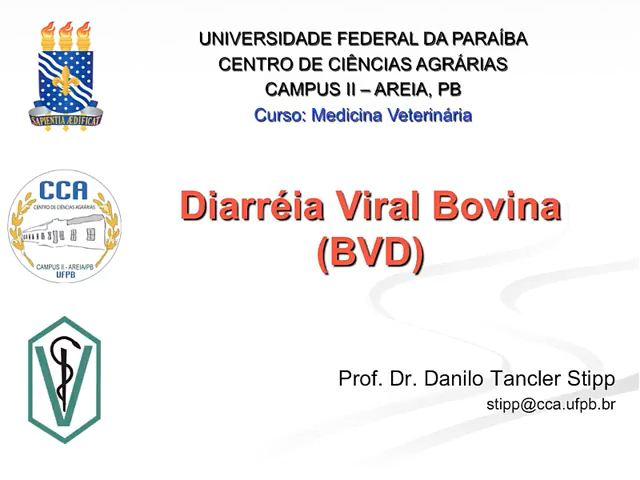 UNIVERSIDADE FEDERAL DA PARAÍBA
CENTRO DE CIÊNCIAS AGRÁRIAS
CAMPUS II – AREIA, PB
Curso: Medicina Veterinária
SAPIENTIA ÆDIFICAT
CCA
CENTRO DE CIÊNCIAS AGRÁRIAS
CAMPUS II - AREIA/PB
UFPB
Diarréia Viral Bovina
(BVD)
V
Prof. Dr. Danilo Tancler Stipp
stipp@cca.ufpb.br